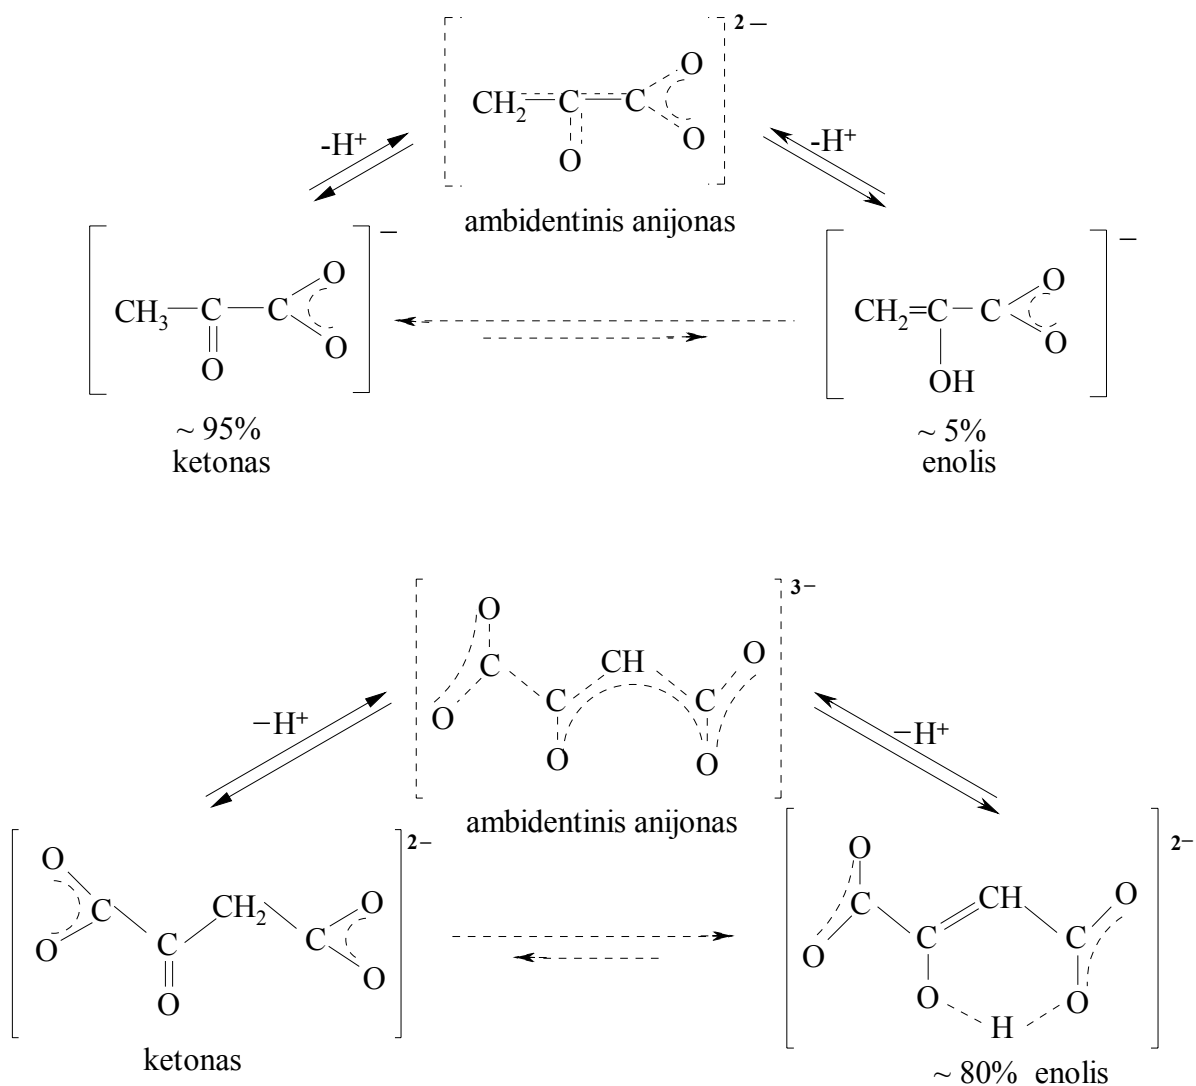 2–
O
CH₂ C C
O
O
-H⁺
-H⁺
ambidentinis anijonas
–
CH₃ C C
O
O
O
–
CH₂=C C
O
O
OH
~ 95%
ketonas
~ 5%
enolis
3–
O
C
CH
O
O
C
C
O
O
–H⁺
–H⁺
ambidentinis anijonas
2–
O
C
CH₂
O
O
C
C
O
O
2–
O
C
CH
O
O
C
C
O
H
O
ketonas
~ 80% enolis